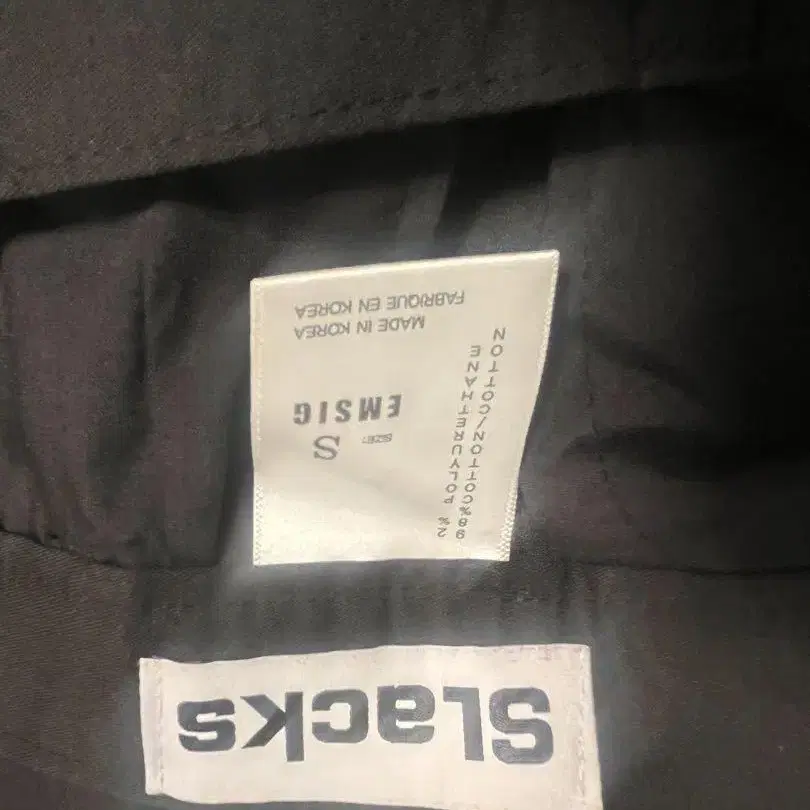 Slacks
SIZE: S
EMSIG
98%COTTON/COTTON
2% POLYURETHANE
MADE IN KOREA
FABRIQUE EN KOREA